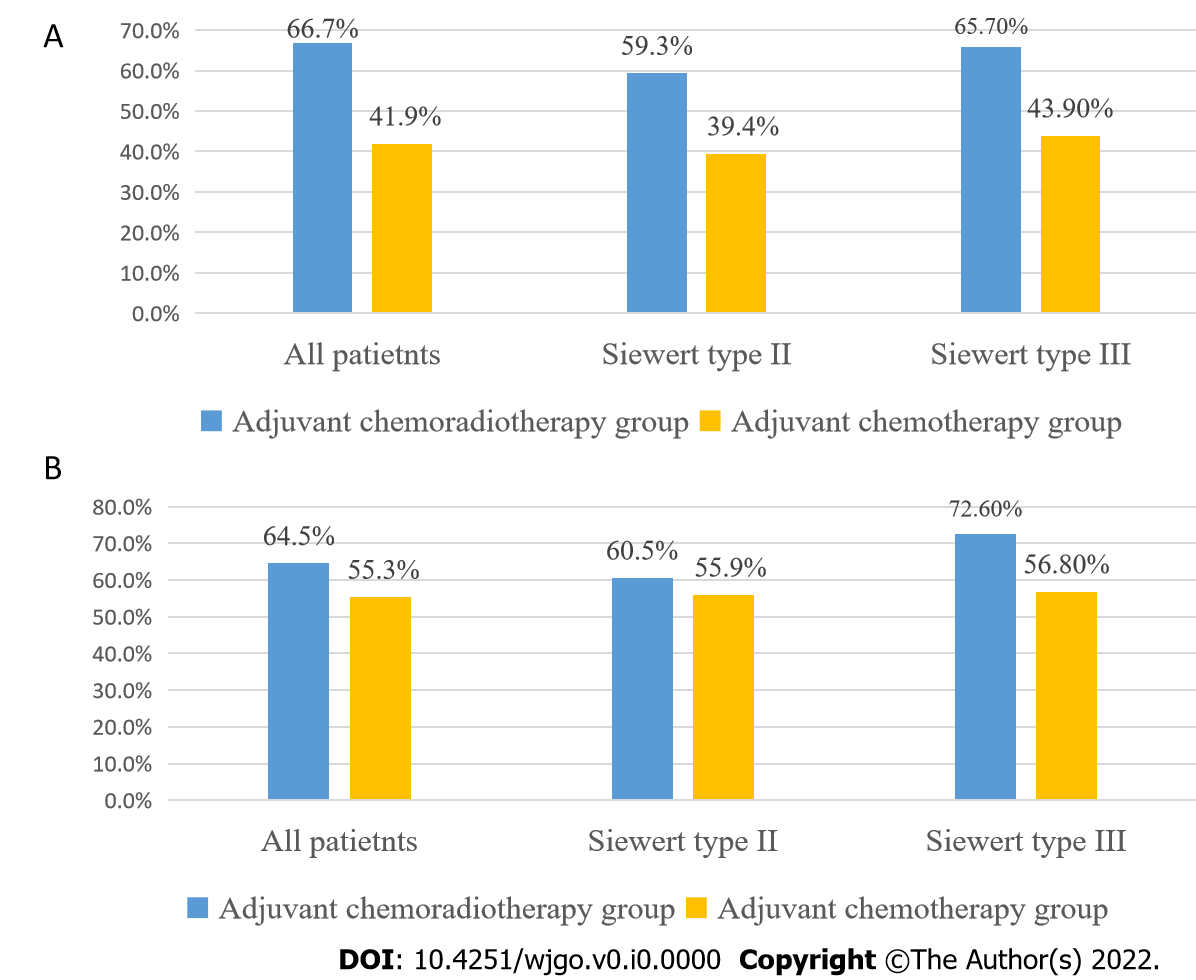 A
70.0%
60.0%
50.0%
40.0%
30.0%
20.0%
10.0%
0.0%
66.7%
41.9%
59.3%
39.4%
65.70%
43.90%
All patietnts
Siewert type II
Siewert type III
Adjuvant chemoradiotherapy group
Adjuvant chemotherapy group
B
80.0%
70.0%
60.0%
50.0%
40.0%
30.0%
20.0%
10.0%
0.0%
64.5%
55.3%
60.5%
55.9%
72.60%
56.80%
All patietnts
Siewert type II
Siewert type III
Adjuvant chemoradiotherapy group
Adjuvant chemotherapy group
DOI: 10.4251/wjgo.v0.i0.0000 Copyright ©The Author(s) 2022.